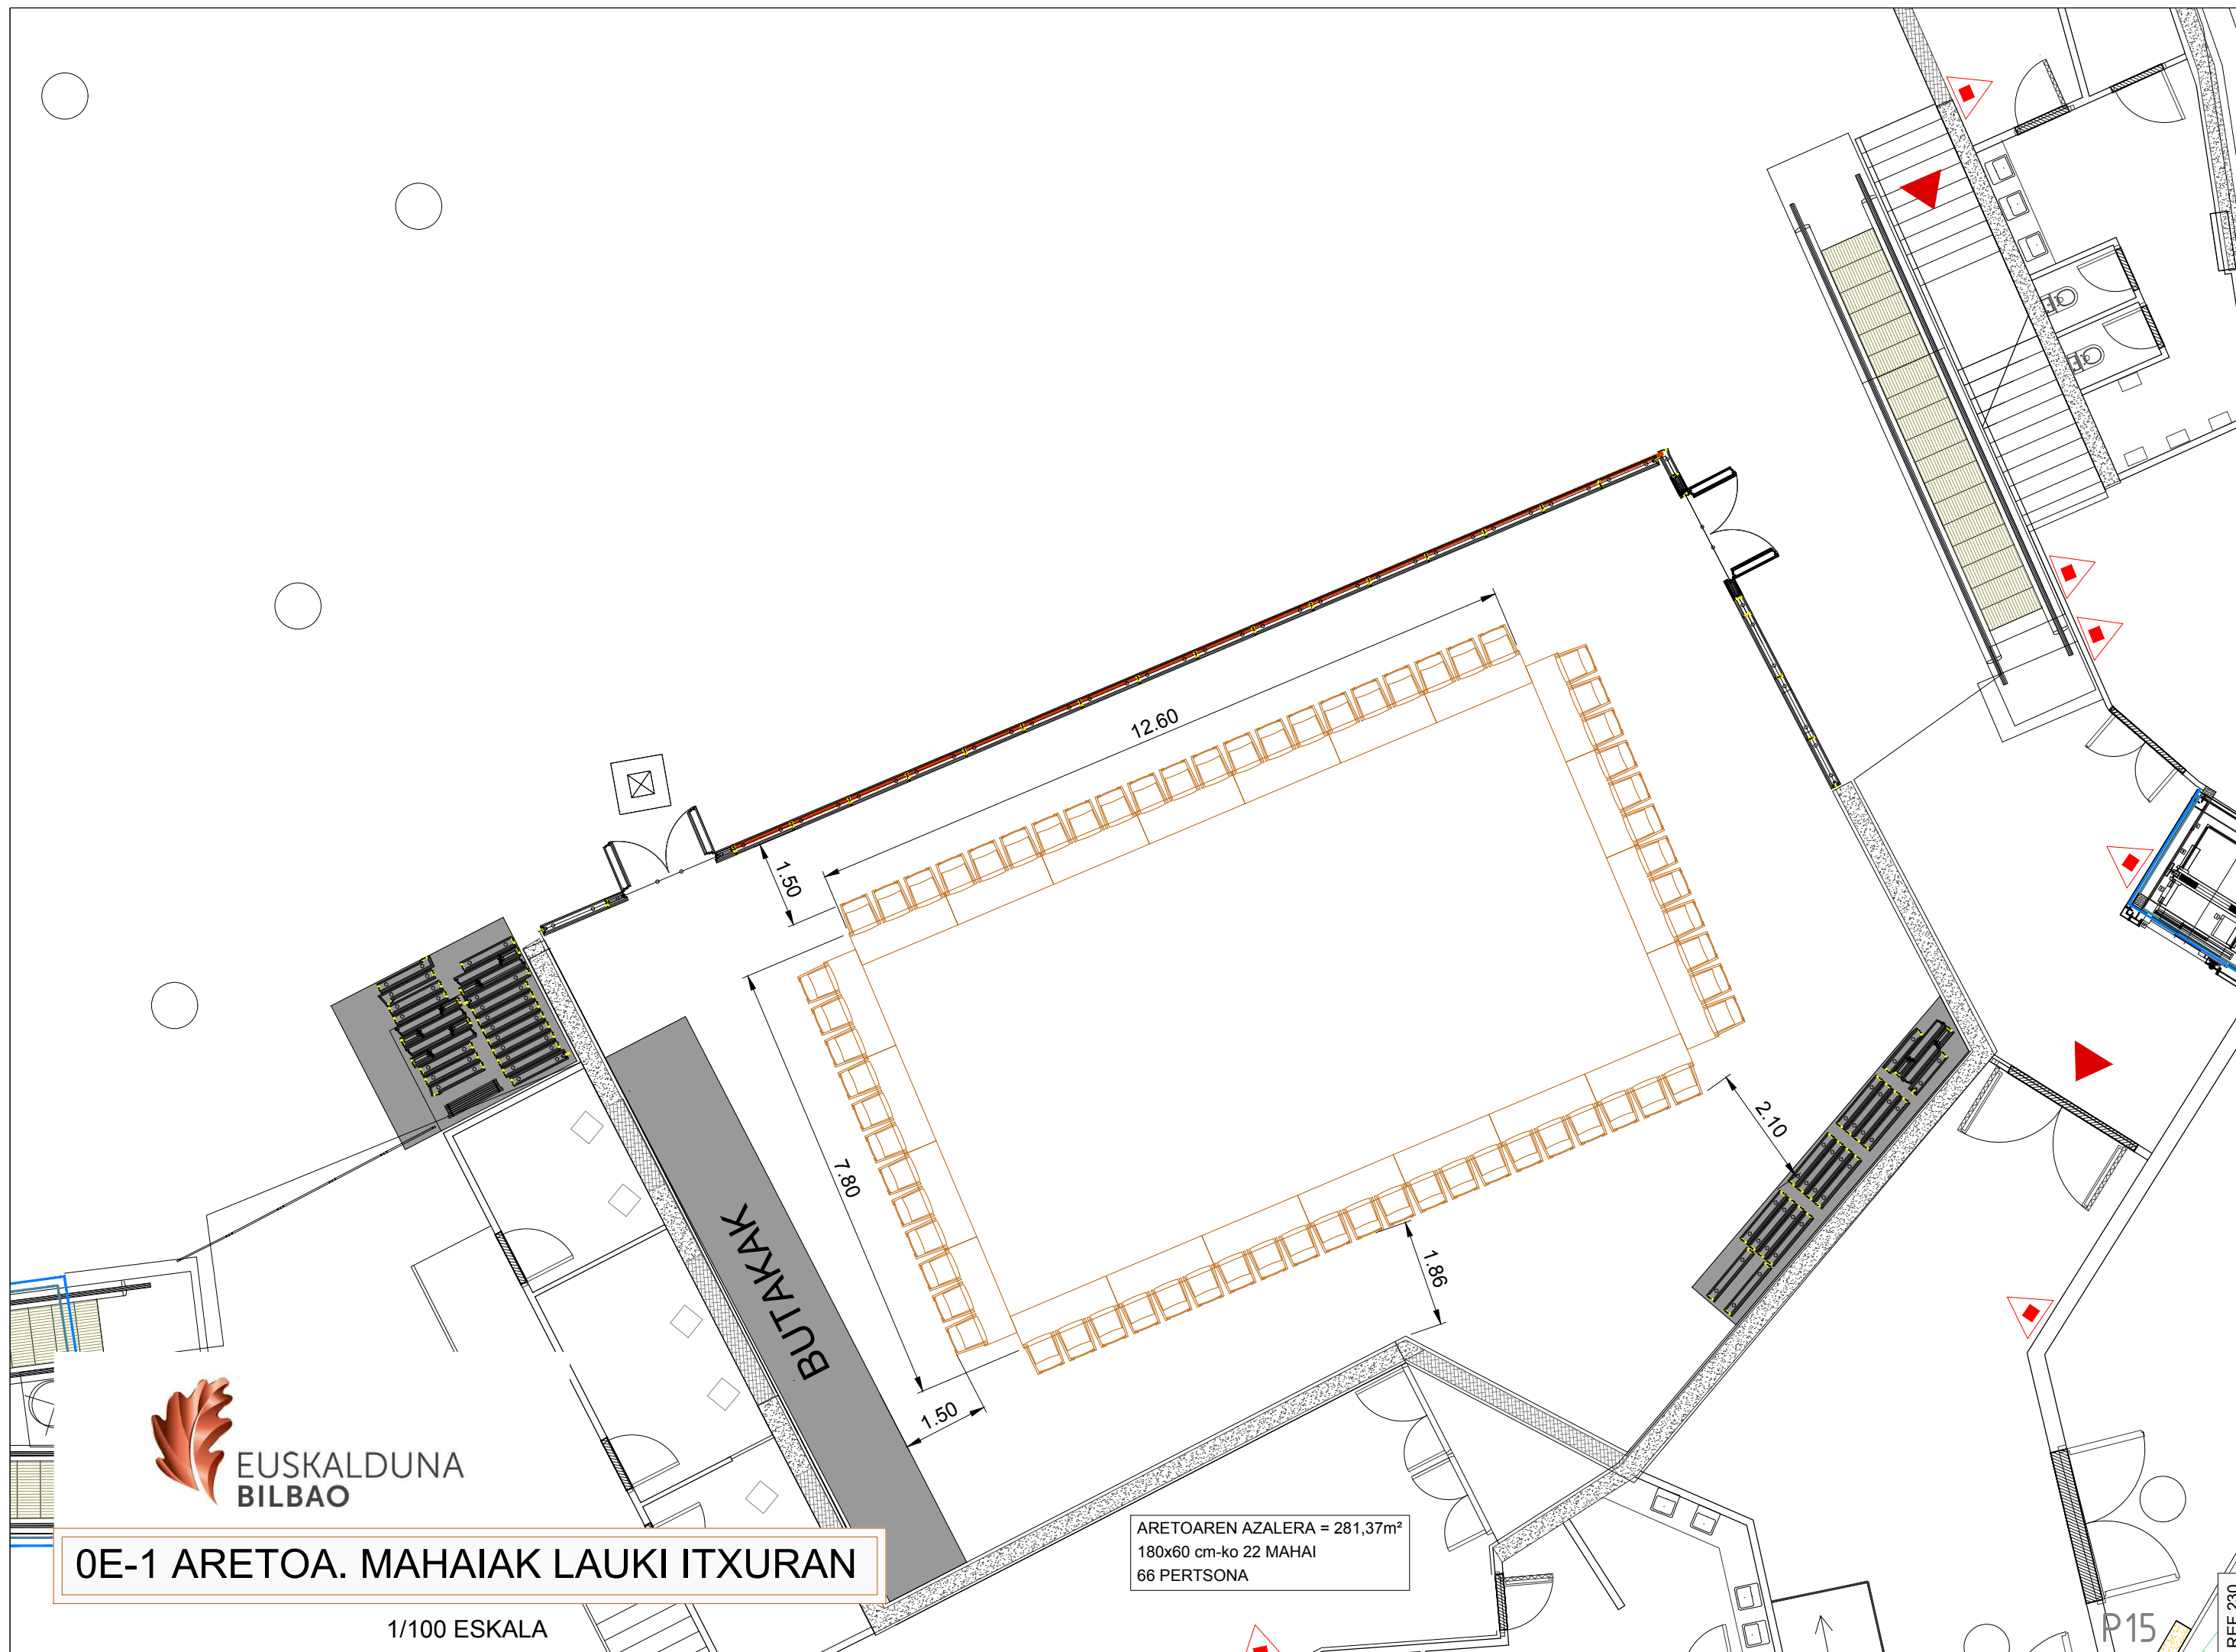 12.60
1.50
7.80
2.10
1.86
1.50
BUTAKAK
EUSKALDUNA
BILBAO
0E-1 ARETOA. MAHAIAK LAUKI ITXURAN
1/100 ESKALA
ARETOAREN AZALERA = 281,37m²
180x60 cm-ko 22 MAHAI
66 PERTSONA
P15